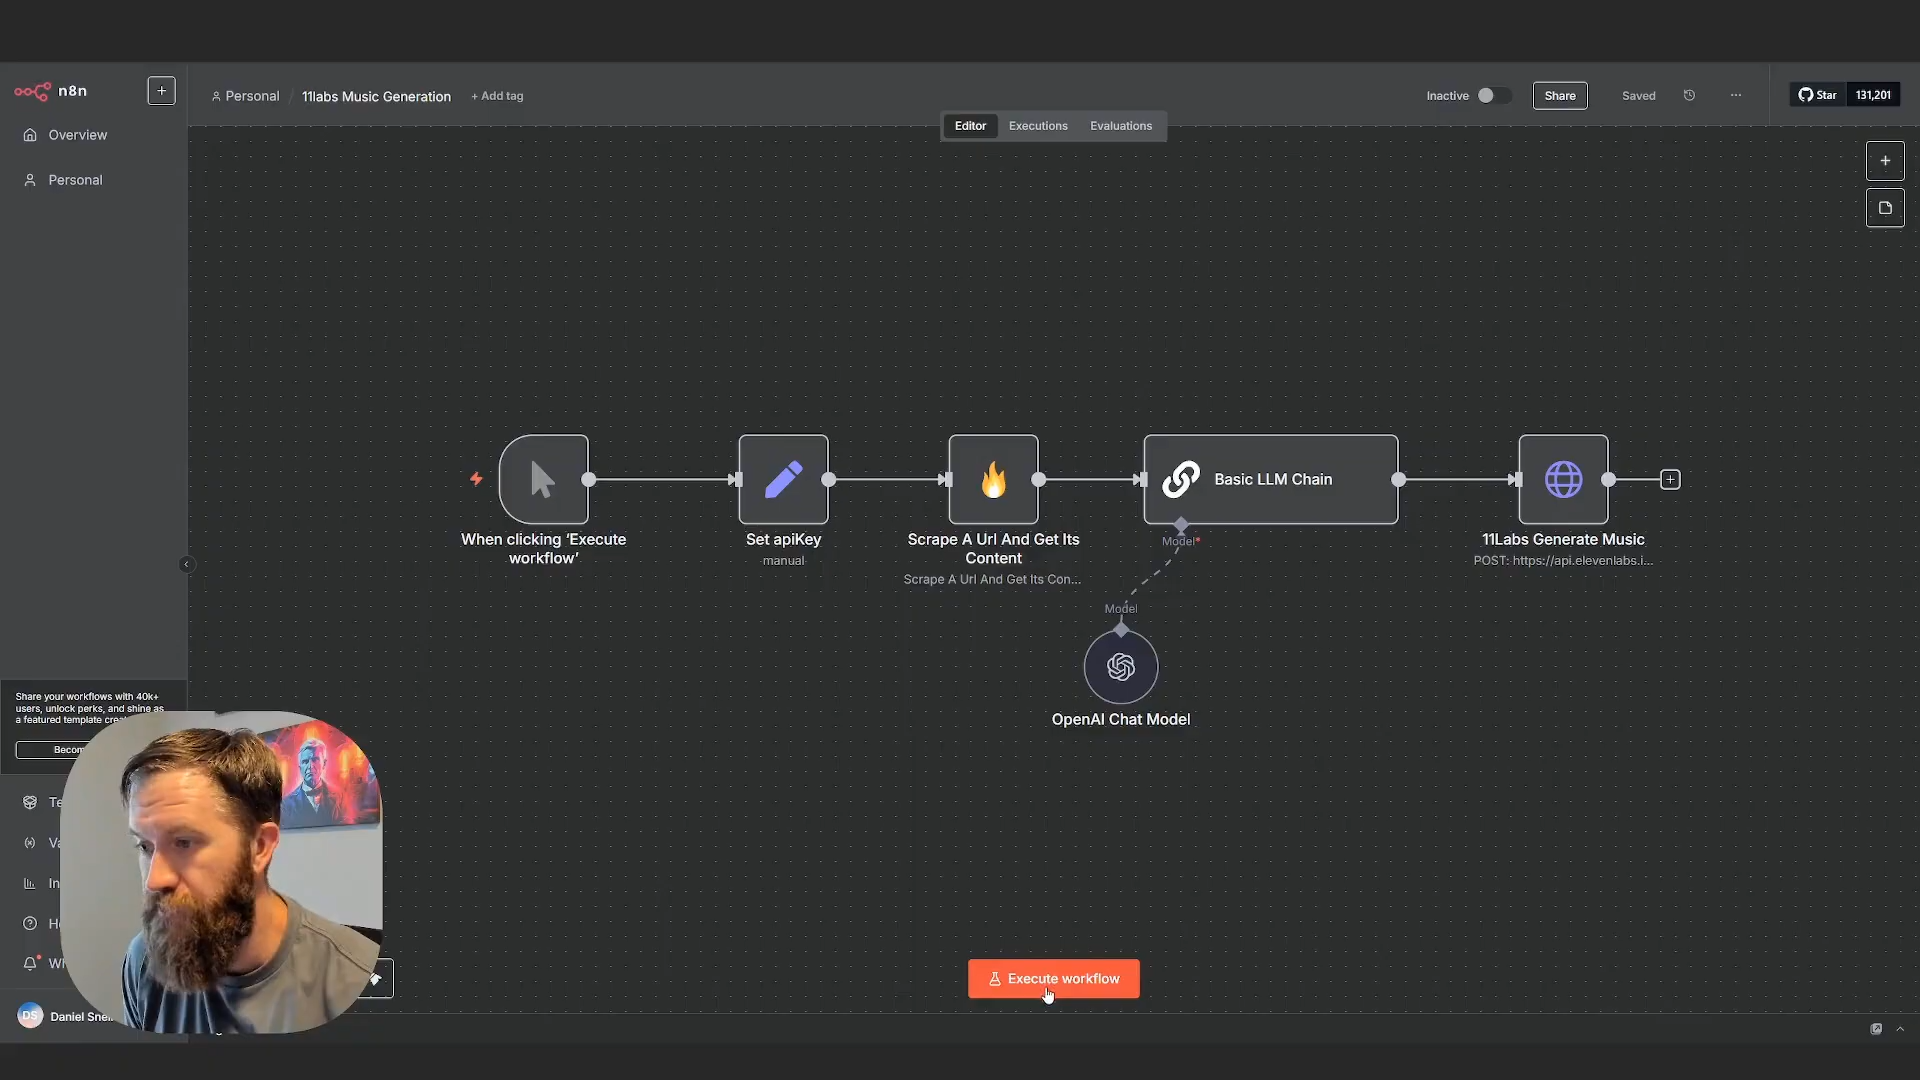 n8n
Personal / 11labs Music Generation + Add tag
Inactive
Share
Saved
Star 131,201
Overview
Personal
Editor Executions Evaluations
Basic LLM Chain
When clicking ‘Execute
workflow’
Set apiKey
manual
Scrape A Url And Get Its
Content
Scrape A Url And Get Its Con...
Model*
11Labs Generate Music
POST: https://api.elevenlabs.i...
Model
OpenAI Chat Model
Share your workflows with 40k+
users, unlock perks, and shine as
a featured template
Execute workflow
DS Daniel